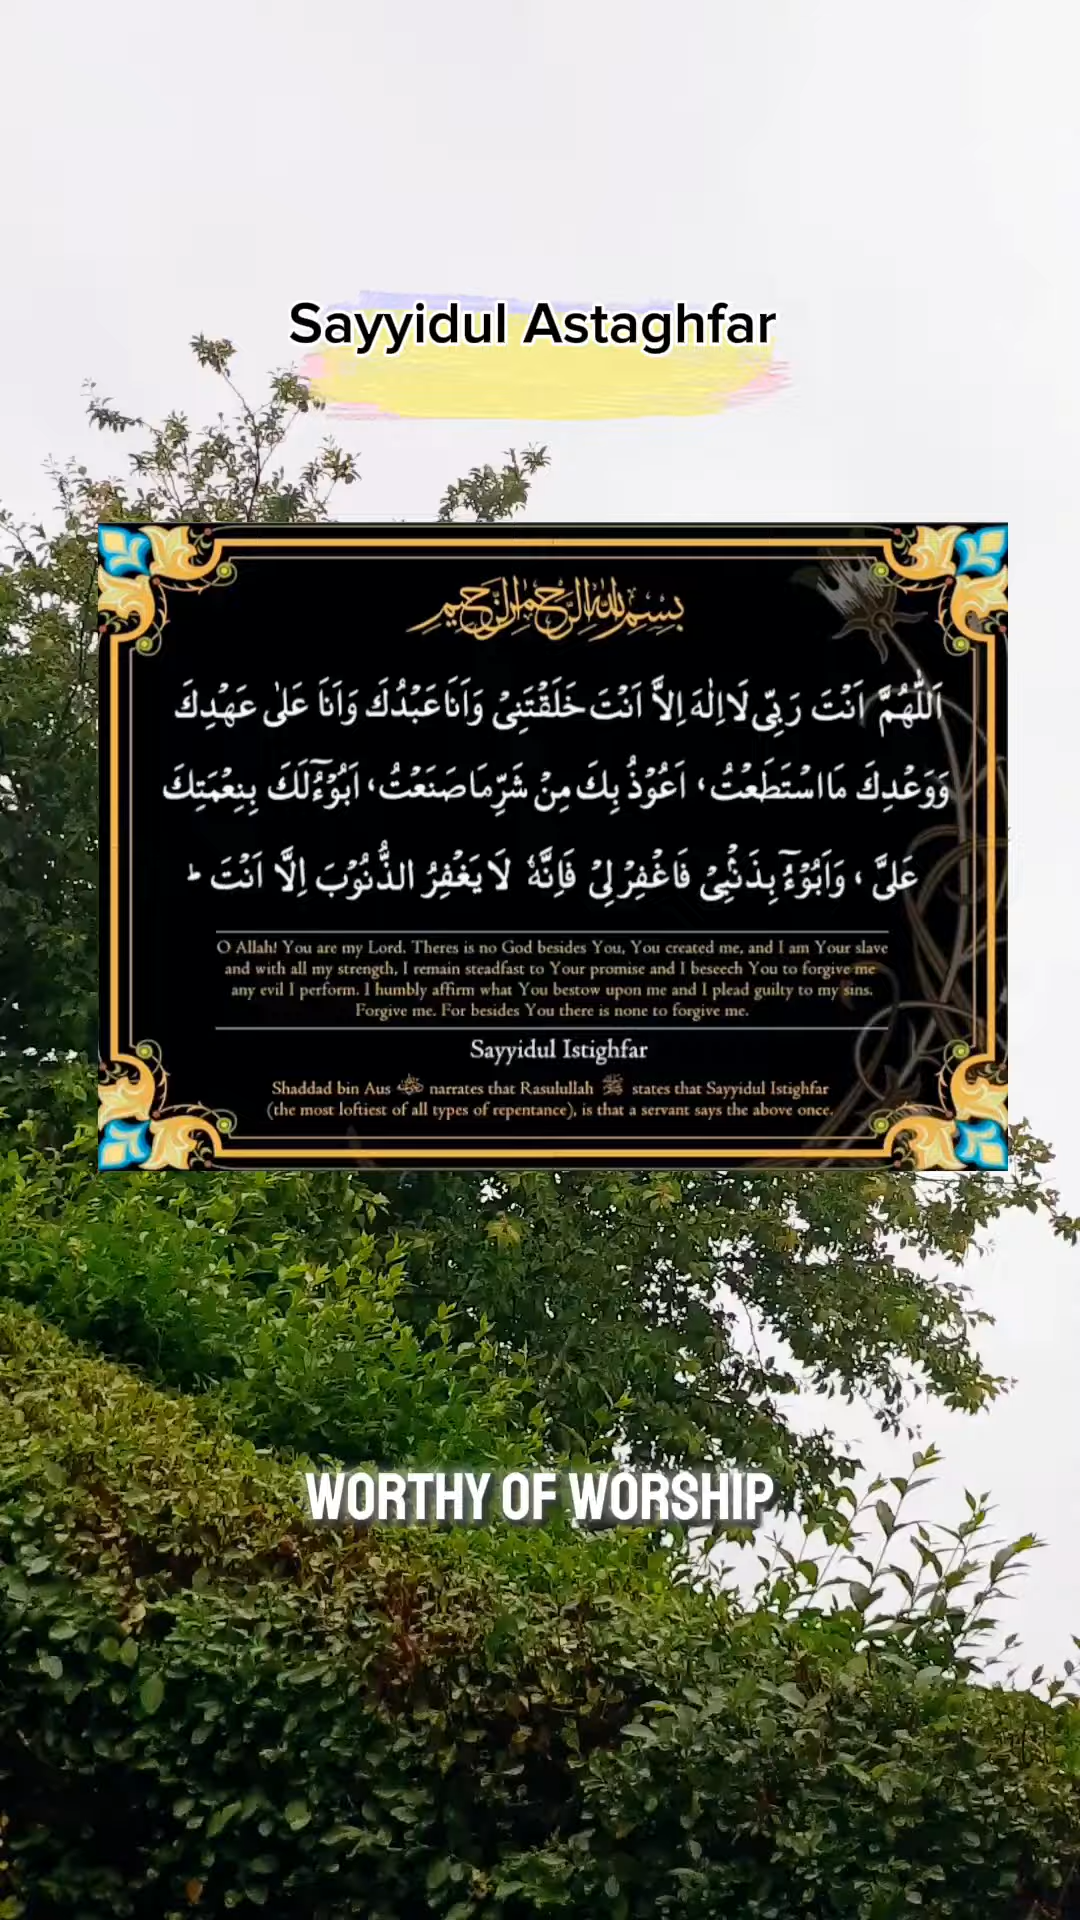 Sayyidul Astaghfar
بسم الله الرحمن الرحيم
اَللّٰهُمَّ اَنْتَ رَبِّىْ لَا اِلٰهَ اِلَّا اَنْتَ خَلَقْتَنِىْ وَاَنَا عَبْدُكَ وَاَنَا عَلٰى عَهْدِكَ
وَوَعْدِكَ مَا اسْتَطَعْتُ، اَعُوْذُ بِكَ مِنْ شَرِّ مَا صَنَعْتُ، اَبُوْٓءُ لَكَ بِنِعْمَتِكَ
عَلَىَّ، وَاَبُوْٓءُ بِذَنْۢبِىْ فَاغْفِرْ لِىْ فَاِنَّهٗ لَا يَغْفِرُ الذُّنُوْبَ اِلَّا اَنْتَ ؕ
O Allah! You are my Lord. Theres is no God besides You, You created me, and I am Your slave
and with all my strength, I remain steadfast to Your promise and I beseech You to forgive me
any evil I perform. I humbly affirm what You bestow upon me and I plead guilty to my sins.
Forgive me. For besides You there is none to forgive me.
Sayyidul Istighfar
Shaddad bin Aus narrates that Rasulullah ﷺ states that Sayyidul Istighfar
(the most loftiest of all types of repentance), is that a servant says the above once.
WORTHY OF WORSHIP